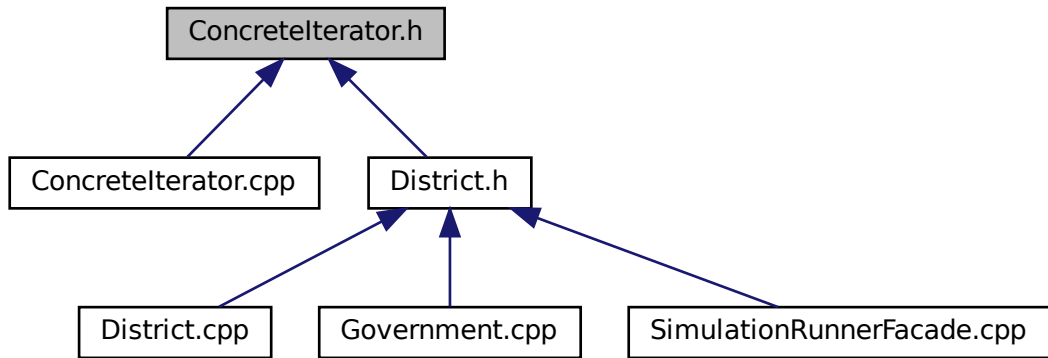 ConcreteIterator.h
ConcreteIterator.cpp
District.h
District.cpp
Government.cpp
SimulationRunnerFacade.cpp